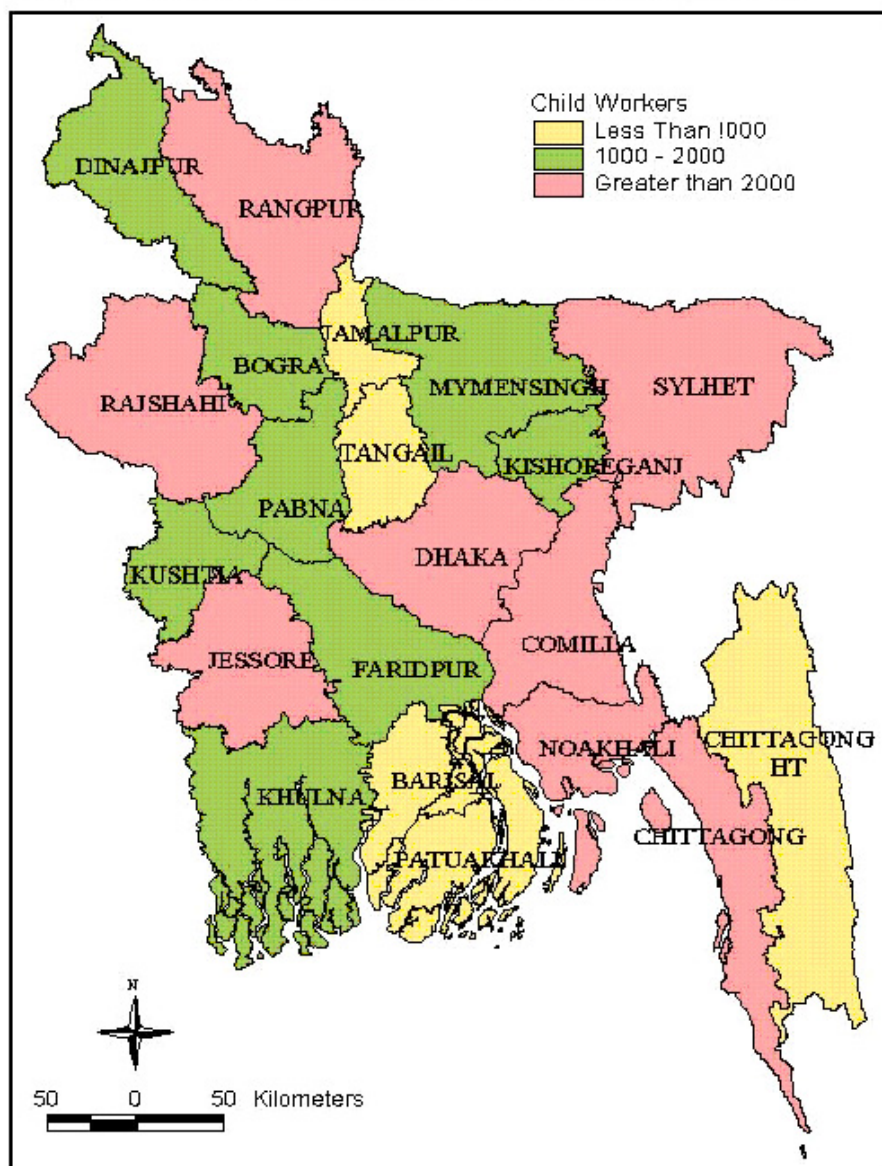 Child Workers
Less Than !000
1000 - 2000
Greater than 2000
DINAJPUR
RANGPUR
JAMALPUR
BOGRA
MYMENSINGH
SYLHET
RAJSHAHI
TANGAIL
KISHOREGANJ
PABNA
DHAKA
KUSHTIA
COMILLA
JESSORE
FARIDPUR
NOAKHALI
CHITTAGONG
HT
BARISAL
KHULNA
CHITTAGONG
PATUAKHALI
N
50 0 50 Kilometers